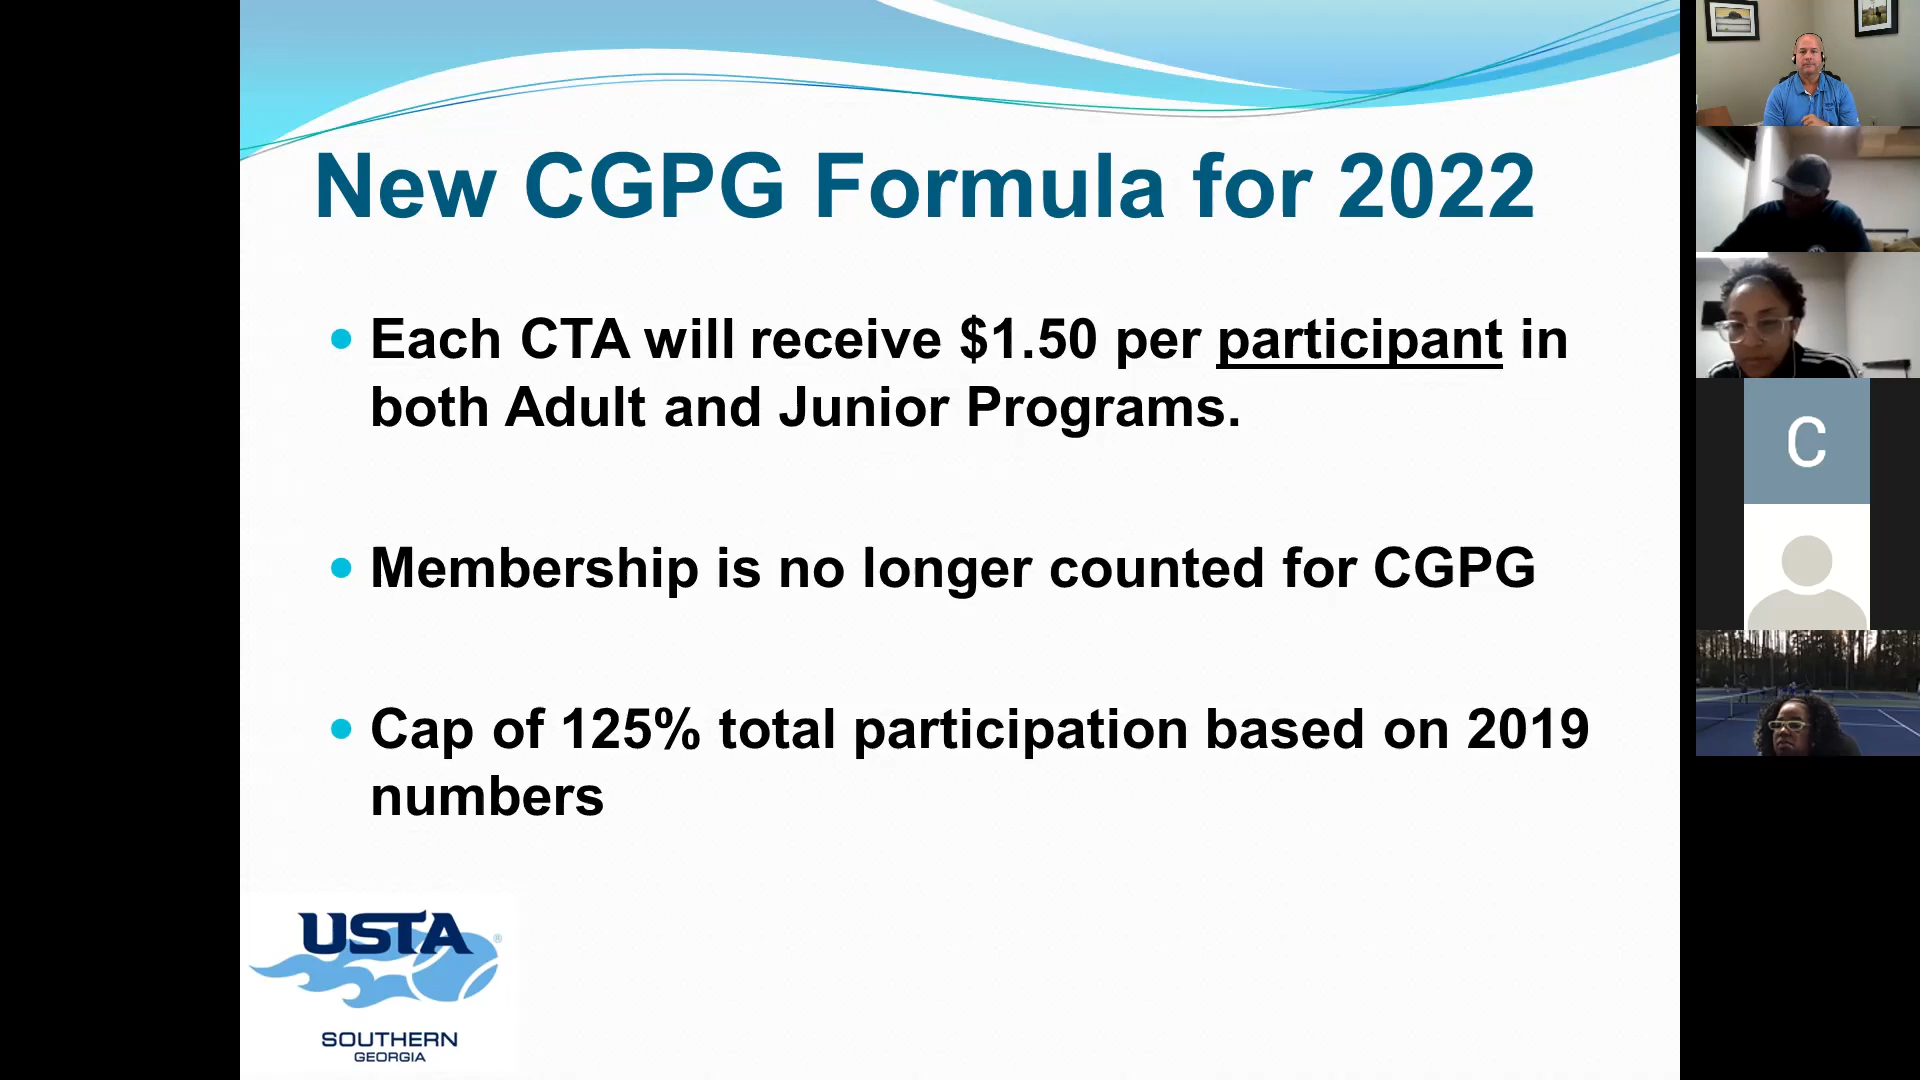 New CGPG Formula for 2022
• Each CTA will receive $1.50 per participant in
both Adult and Junior Programs.
• Membership is no longer counted for CGPG
• Cap of 125% total participation based on 2019
numbers
USTA®
SOUTHERN
GEORGIA
C